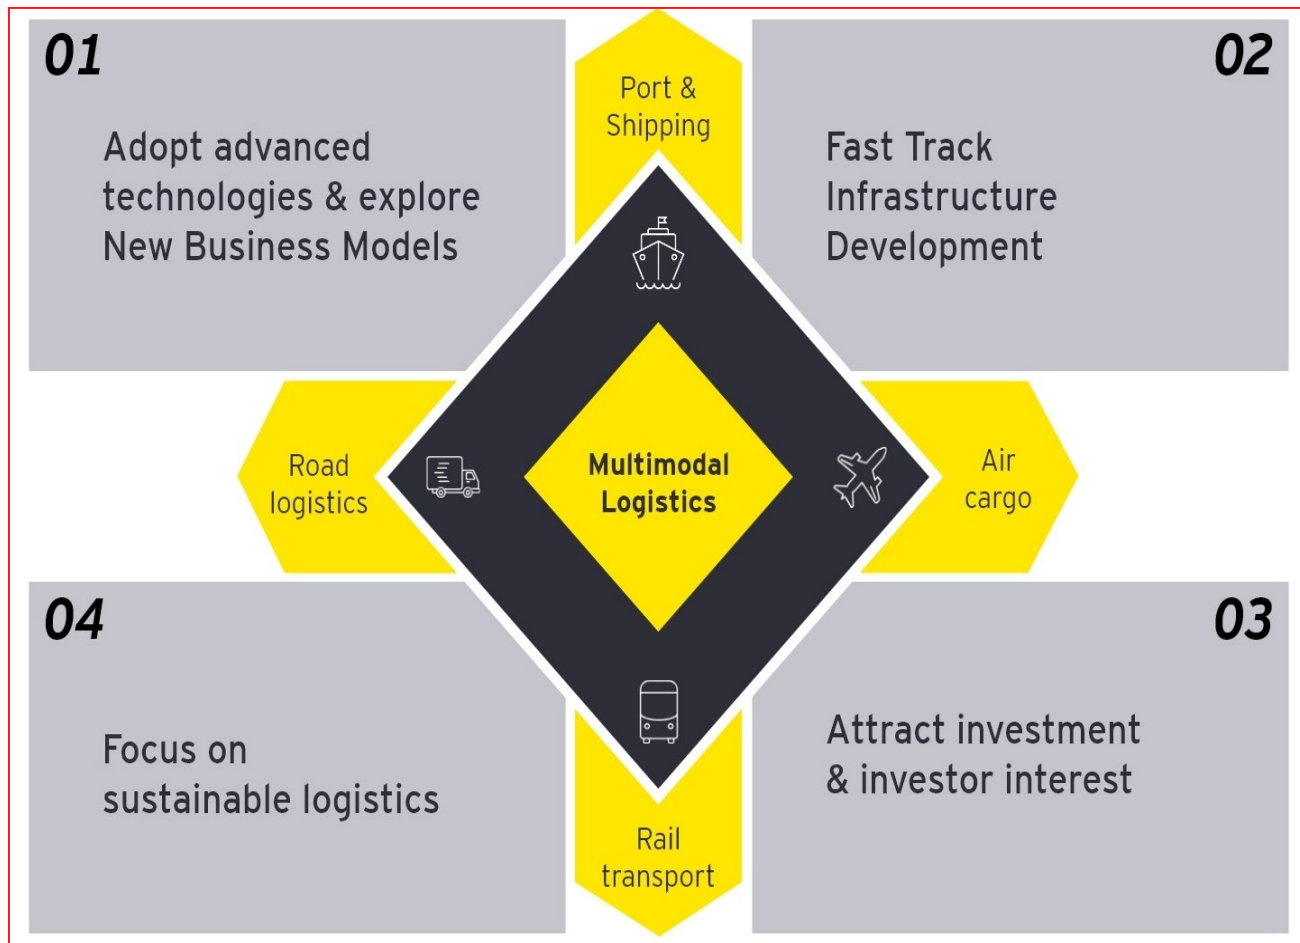 01
Adopt advanced
technologies & explore
New Business Models
Port &
Shipping
02
Fast Track
Infrastructure
Development
Road
logistics
Multimodal
Logistics
Air
cargo
04
Focus on
sustainable logistics
Rail
transport
03
Attract investment
& investor interest